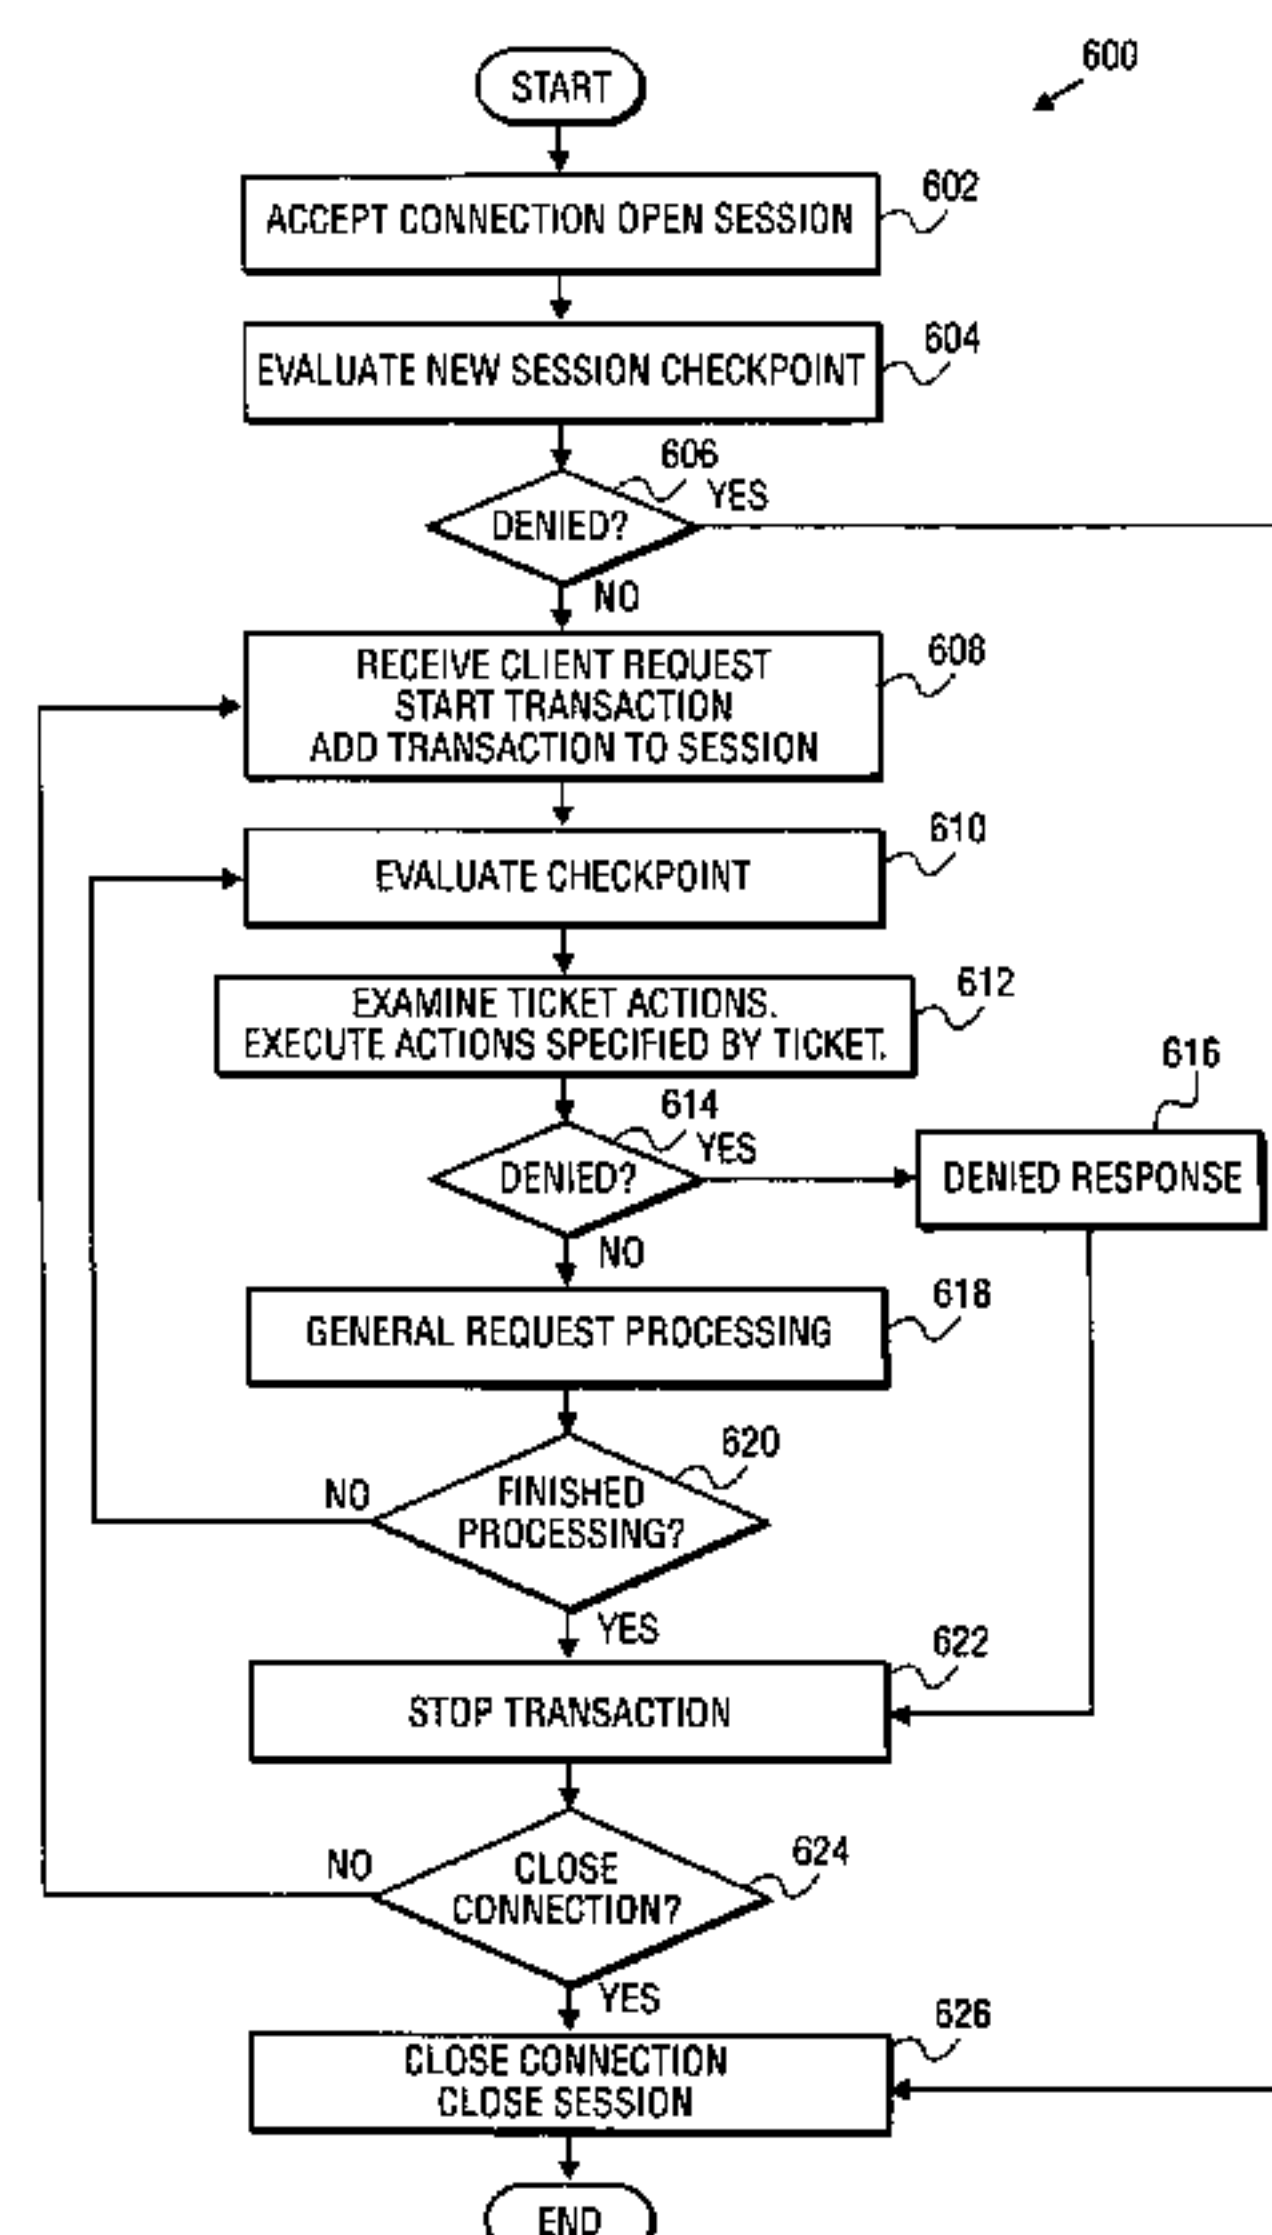 600
START
602
ACCEPT CONNECTION OPEN SESSION
604
EVALUATE NEW SESSION CHECKPOINT
606
YES
DENIED?
NO
608
RECEIVE CLIENT REQUEST
START TRANSACTION
ADD TRANSACTION TO SESSION
610
EVALUATE CHECKPOINT
612
EXAMINE TICKET ACTIONS.
EXECUTE ACTIONS SPECIFIED BY TICKET.
614
YES
616
DENIED?
DENIED RESPONSE
NO
618
GENERAL REQUEST PROCESSING
620
NO
FINISHED
PROCESSING?
YES
622
STOP TRANSACTION
624
NO
CLOSE
CONNECTION?
YES
626
CLOSE CONNECTION
CLOSE SESSION
END